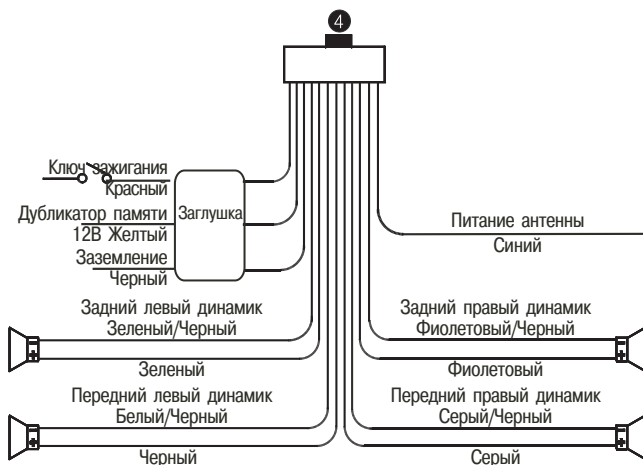 4
Ключ зажигания
Красный
Дубликатор памяти
12В Желтый
Заземление
Черный
Заглушка
Питание антенны
Синий
Задний левый динамик
Зеленый/Черный
Зеленый
Передний левый динамик
Белый/Черный
Черный
Задний правый динамик
Фиолетовый/Черный
Фиолетовый
Передний правый динамик
Серый/Черный
Серый